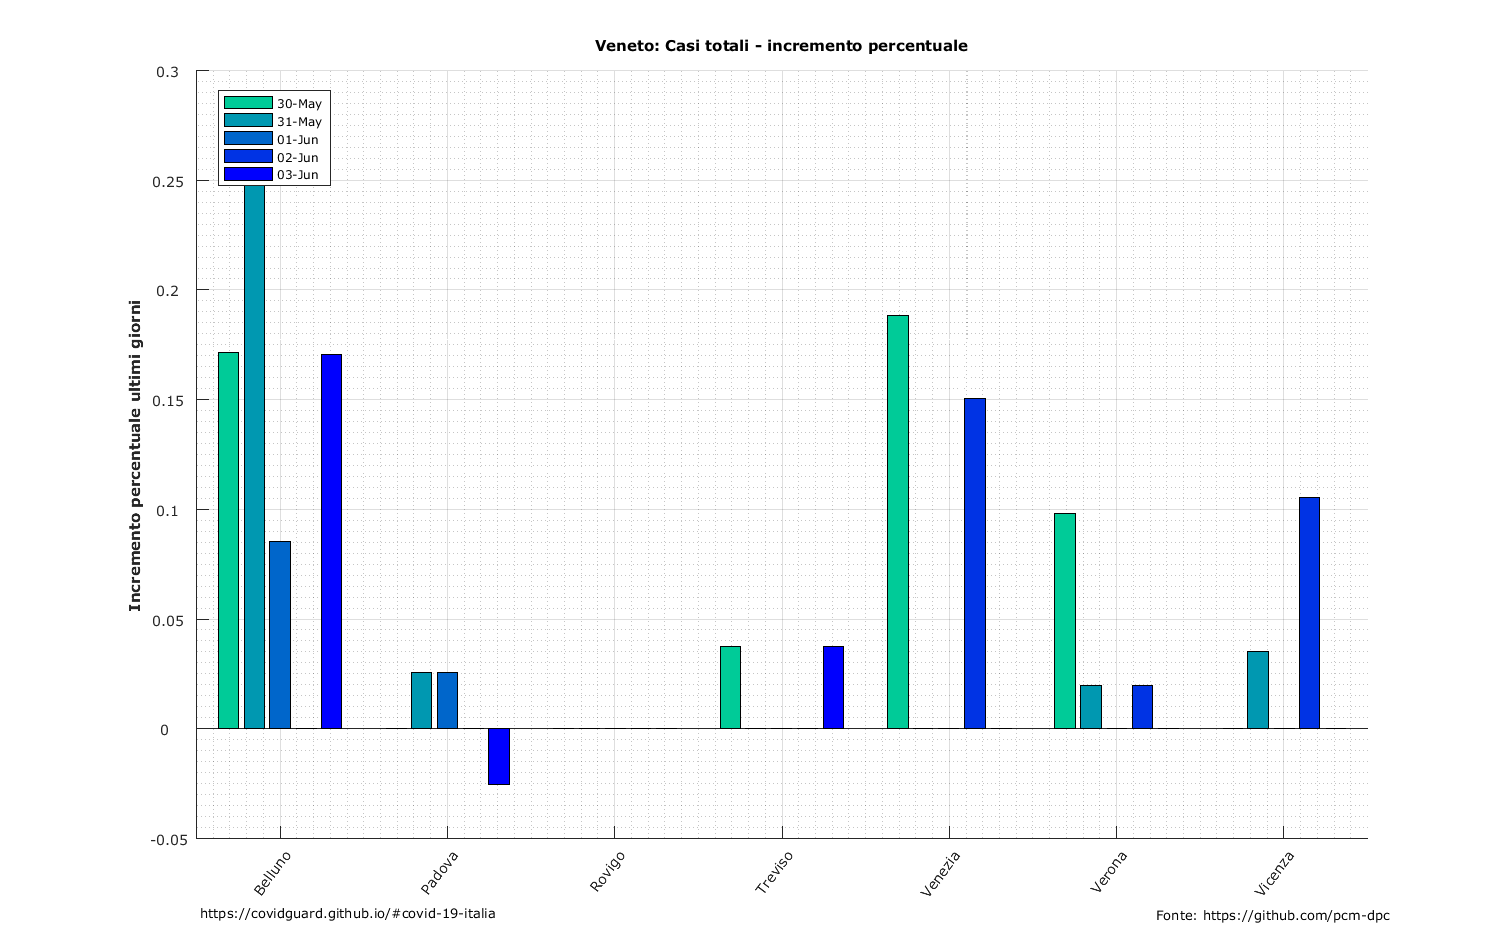 Veneto: Casi totali - incremento percentuale
30-May
31-May
01-Jun
02-Jun
03-Jun
Incremento percentuale ultimi giorni
0.3
0.25
0.2
0.15
0.1
0.05
0
-0.05
Belluno
Padova
Rovigo
Treviso
Venezia
Verona
Vicenza
https://covidguard.github.io/#covid-19-italia
Fonte: https://github.com/pcm-dpc